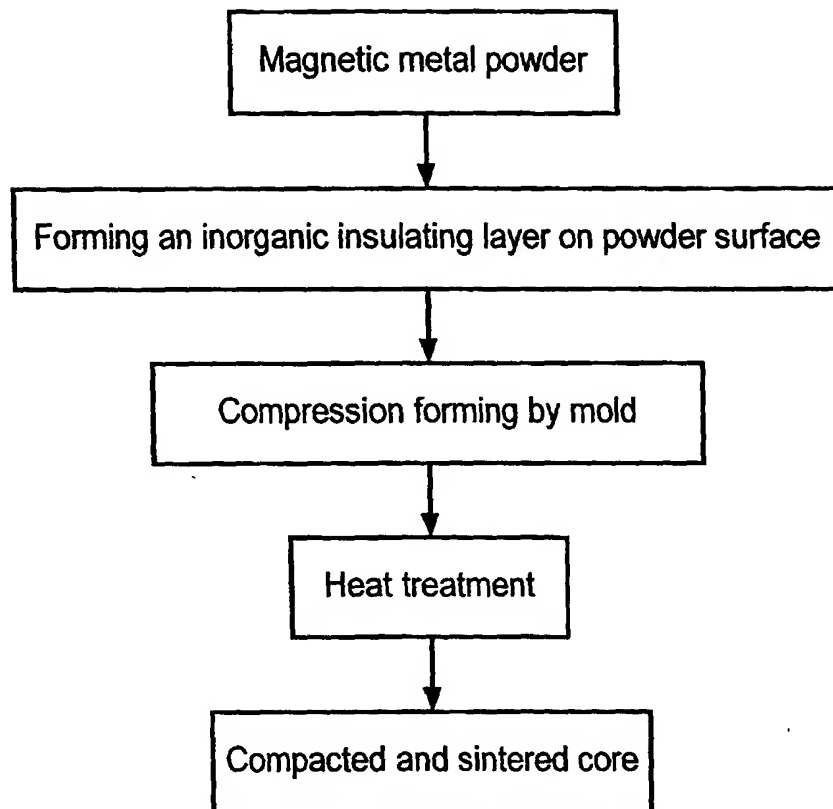 Magnetic metal powder
Forming an inorganic insulating layer on powder surface
Compression forming by mold
Heat treatment
Compacted and sintered core